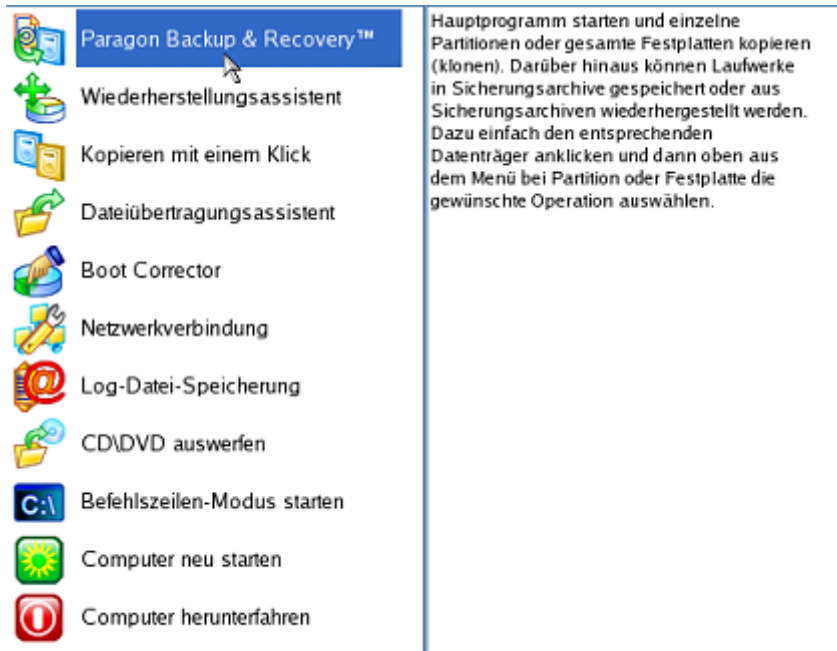 Paragon Backup & Recovery™
Wiederherstellungsassistent
Kopieren mit einem Klick
Dateiübertragungsassistent
Boot Corrector
Netzwerkverbindung
@
Log-Datei-Speicherung
CD\DVD auswerfen
C:\
Befehlszeilen-Modus starten
Computer neu starten
Computer herunterfahren
Hauptprogramm starten und einzelne
Partitionen oder gesamte Festplatten kopieren
(klonen). Darüber hinaus können Laufwerke
in Sicherungsarchive gespeichert oder aus
Sicherungsarchiven wiederhergestellt werden.
Dazu einfach den entsprechenden
Datenträger anklicken und dann oben aus
dem Menü bei Partition oder Festplatte die
gewünschte Operation auswählen.